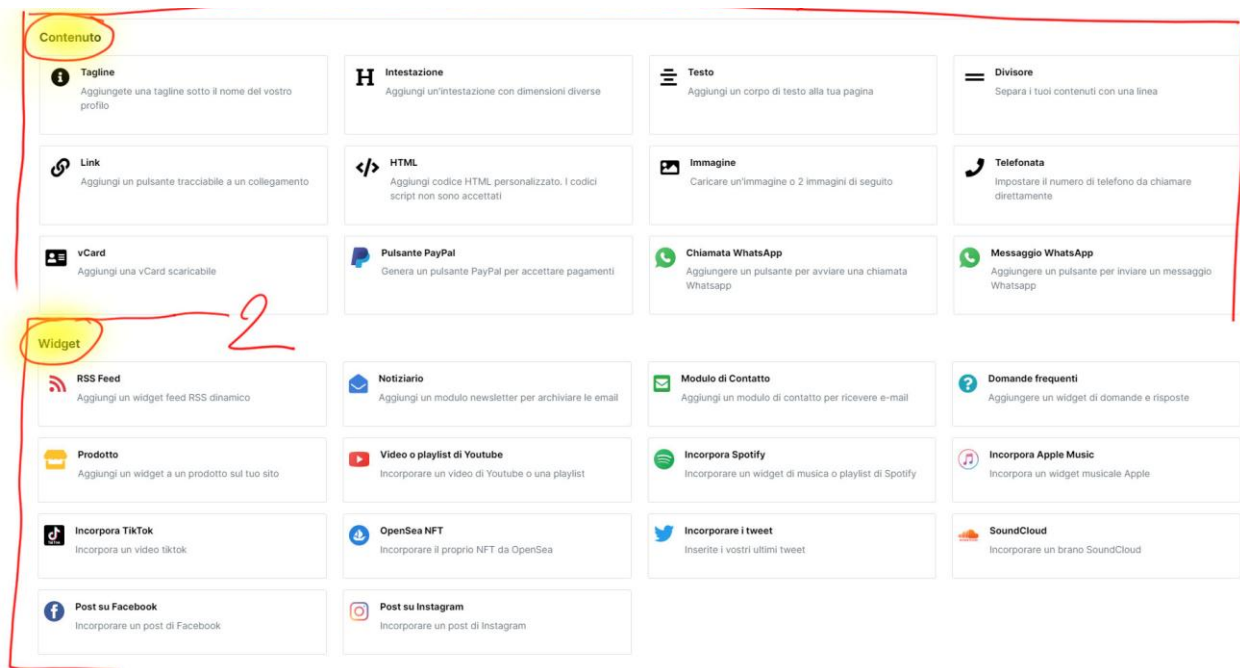 Contenuto
Tagline
Aggiungete una tagline sotto il nome del vostro
profilo
Intestazione
Aggiungi un'intestazione con dimensioni diverse
Testo
Aggiungi un corpo di testo alla tua pagina
Divisore
Separa i tuoi contenuti con una linea
Link
Aggiungi un pulsante tracciabile a un collegamento
HTML
Aggiungi codice HTML personalizzato. I codici
script non sono accettati
Immagine
Caricare un'immagine o 2 immagini di seguito
Telefonata
Impostare il numero di telefono da chiamare
direttamente
vCard
Aggiungi una vCard scaricabile
Pulsante PayPal
Genera un pulsante PayPal per accettare pagamenti
Chiamata WhatsApp
Aggiungere un pulsante per avviare una chiamata
Whatsapp
Messaggio WhatsApp
Aggiungere un pulsante per inviare un messaggio
Whatsapp
2
Widget
RSS Feed
Aggiungi un widget feed RSS dinamico
Notiziario
Aggiungi un modulo newsletter per archiviare le email
Modulo di Contatto
Aggiungi un modulo di contatto per ricevere e-mail
Domande frequenti
Aggiungere un widget di domande e risposte
Prodotto
Aggiungi un widget a un prodotto sul tuo sito
Video o playlist di Youtube
Incorporare un video di Youtube o una playlist
Incorpora Spotify
Incorporare un widget di musica o playlist di Spotify
Incorpora Apple Music
Incorpora un widget musicale Apple
Incorpora TikTok
Incorpora un video tiktok
OpenSea NFT
Incorporare il proprio NFT da OpenSea
Incorporare i tweet
Inserite i vostri ultimi tweet
SoundCloud
Incorporare un brano SoundCloud
Post su Facebook
Incorporare un post di Facebook
Post su Instagram
Incorporare un post di Instagram